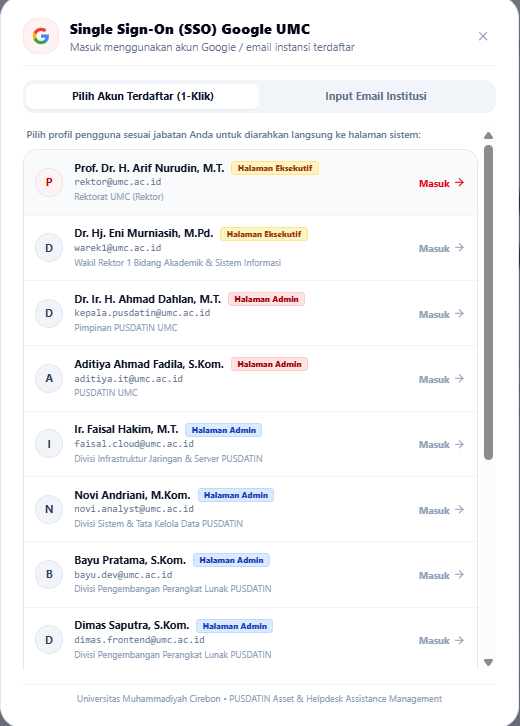 Single Sign-On (SSO) Google UMC
Masuk menggunakan akun Google / email instansi terdaftar
Pilih Akun Terdaftar (1-Klik)
Input Email Institusi
Pilih profil pengguna sesuai jabatan Anda untuk diarahkan langsung ke halaman sistem:
P
Prof. Dr. H. Arif Nurudin, M.T. Halaman Eksekutif
rektor@umc.ac.id
Rektorat UMC (Rektor)
Masuk →
D
Dr. Hj. Eni Murniasih, M.Pd. Halaman Eksekutif
warek1@umc.ac.id
Wakil Rektor 1 Bidang Akademik & Sistem Informasi
Masuk →
D
Dr. Ir. H. Ahmad Dahlan, M.T. Halaman Admin
kepala.pusdatin@umc.ac.id
Pimpinan PUSDATIN UMC
Masuk →
A
Aditiya Ahmad Fadila, S.Kom. Halaman Admin
aditiya.it@umc.ac.id
PUSDATIN UMC
Masuk →
I
Ir. Faisal Hakim, M.T. Halaman Admin
faisal.cloud@umc.ac.id
Divisi Infrastruktur Jaringan & Server PUSDATIN
Masuk →
N
Novi Andriani, M.Kom. Halaman Admin
novi.analyst@umc.ac.id
Divisi Sistem & Tata Kelola Data PUSDATIN
Masuk →
B
Bayu Pratama, S.Kom. Halaman Admin
bayu.dev@umc.ac.id
Divisi Pengembangan Perangkat Lunak PUSDATIN
Masuk →
D
Dimas Saputra, S.Kom. Halaman Admin
dimas.frontend@umc.ac.id
Divisi Pengembangan Perangkat Lunak PUSDATIN
Masuk →
Universitas Muhammadiyah Cirebon • PUSDATIN Asset & Helpdesk Assistance Management